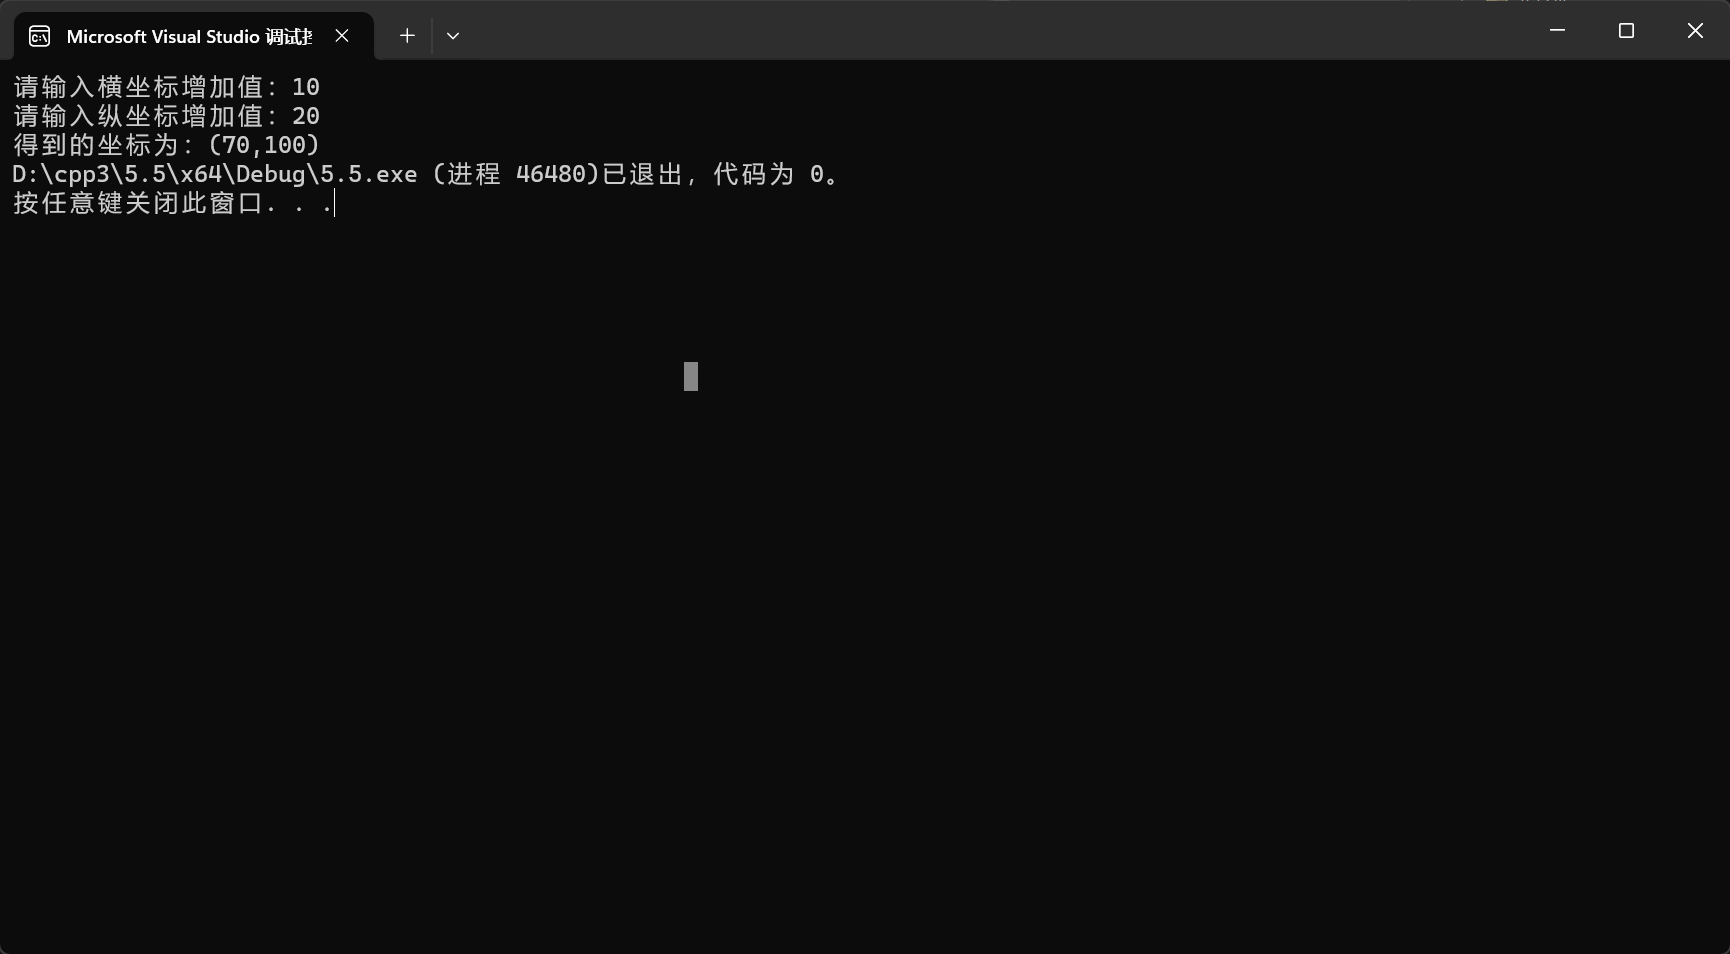 Microsoft Visual Studio 调试
请输入横坐标增加值：10
请输入纵坐标增加值：20
得到的坐标为：(70,100)
D:\cpp3\5.5\x64\Debug\5.5.exe (进程 46480)已退出，代码为 0。
按任意键关闭此窗口. . .